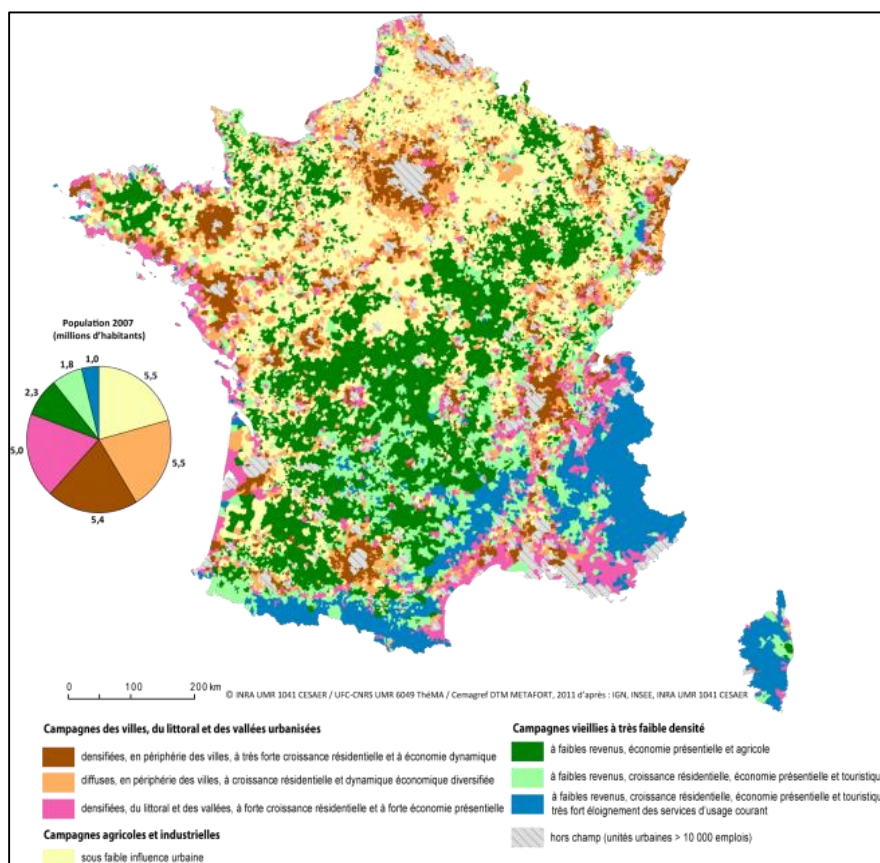 Population 2007
(millions d'habitants)
1,0
1,8
5,5
2,3
5,0
5,5
5,4
0 100 200 km
© INRA UMR 1041 CESAER / UFC-CNRS UMR 6049 ThéMA / Cemagref DTM METAFORT, 2011 d'après : IGN, INSEE, INRA UMR 1041 CESAER
Campagnes des villes, du littoral et des vallées urbanisées
densifiées, en périphérie des villes, à très forte croissance résidentielle et à économie dynamique
diffuses, en périphérie des villes, à croissance résidentielle et dynamique économique diversifiée
densifiées, du littoral et des vallées, à forte croissance résidentielle et à forte économie présentielle
Campagnes agricoles et industrielles
sous faible influence urbaine
Campagnes vieillies à très faible densité
à faibles revenus, économie présentielle et agricole
à faibles revenus, croissance résidentielle, économie présentielle et touristiqu
à faibles revenus, croissance résidentielle, économie présentielle et touristiqu
très fort éloignement des services d'usage courant
hors champ (unités urbaines > 10 000 emplois)